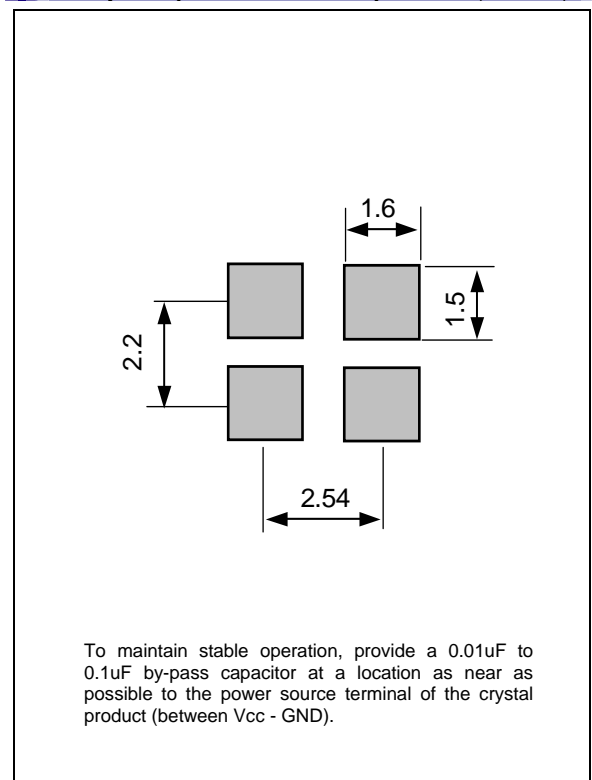 1.6
1.5
2.2
2.54
To maintain stable operation, provide a 0.01uF to
0.1uF by-pass capacitor at a location as near as
possible to the power source terminal of the crystal
product (between Vcc - GND).